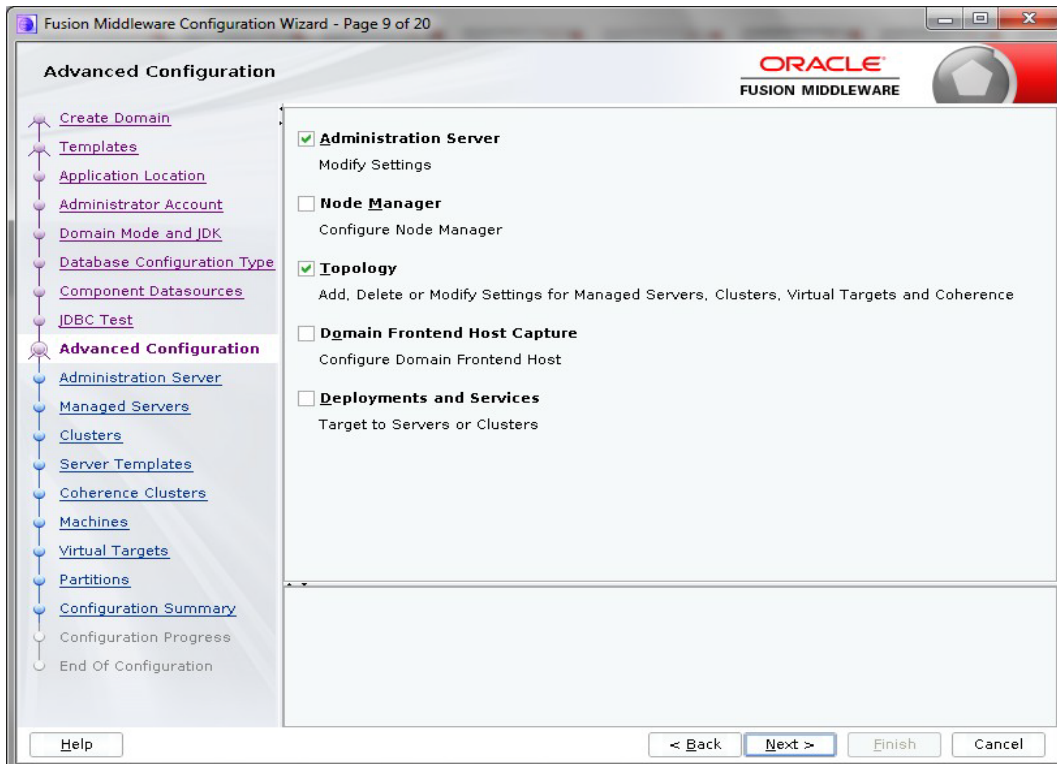 Fusion Middleware Configuration Wizard - Page 9 of 20
Advanced Configuration
ORACLE
FUSION MIDDLEWARE
Create Domain
Templates
Application Location
Administrator Account
Domain Mode and JDK
Database Configuration Type
Component Datasources
JDBC Test
Advanced Configuration
Administration Server
Managed Servers
Clusters
Server Templates
Coherence Clusters
Machines
Virtual Targets
Partitions
Configuration Summary
Configuration Progress
End Of Configuration
Administration Server
Modify Settings
Node Manager
Configure Node Manager
Topology
Add, Delete or Modify Settings for Managed Servers, Clusters, Virtual Targets and Coherence
Domain Frontend Host Capture
Configure Domain Frontend Host
Deployments and Services
Target to Servers or Clusters
Help
< Back
Next >
Finish
Cancel